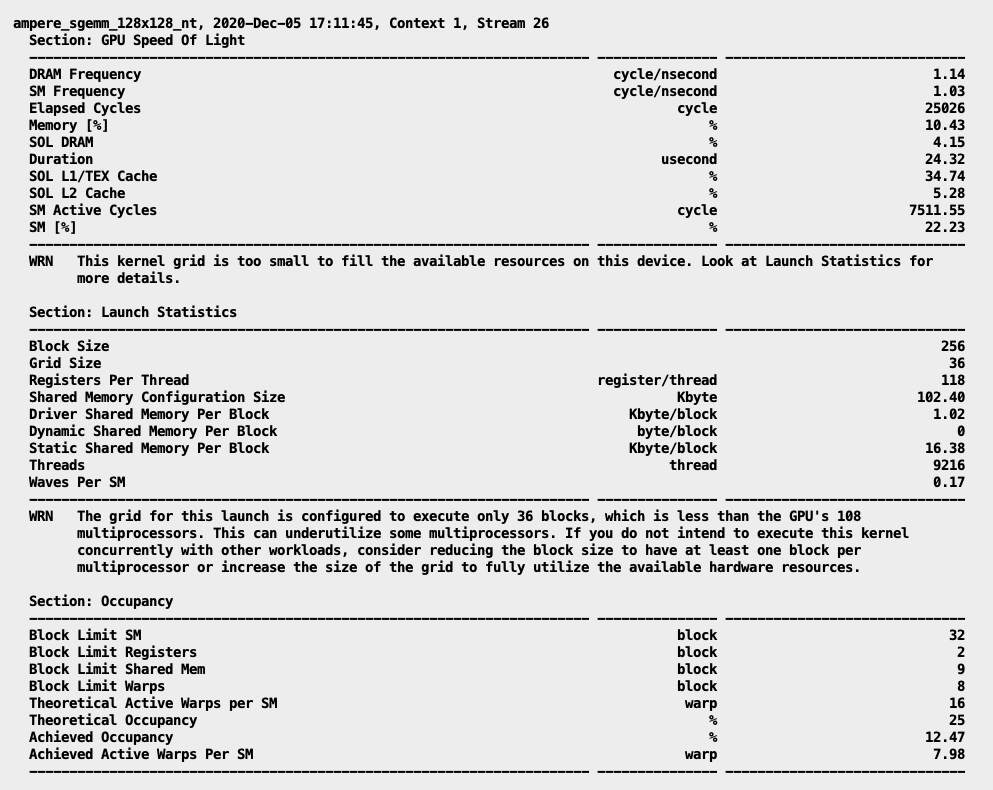 ampere_sgemm_128x128_nt, 2020-Dec-05 17:11:45, Context 1, Stream 26
Section: GPU Speed Of Light
---------------------------------------------------------------------- --------------- ------------------------------
DRAM Frequency cycle/nsecond 1.14
SM Frequency cycle/nsecond 1.03
Elapsed Cycles cycle 25026
Memory [%] % 10.43
SOL DRAM % 4.15
Duration usecond 24.32
SOL L1/TEX Cache % 34.74
SOL L2 Cache % 5.28
SM Active Cycles cycle 7511.55
SM [%] % 22.23
---------------------------------------------------------------------- --------------- ------------------------------
WRN This kernel grid is too small to fill the available resources on this device. Look at Launch Statistics for
more details.
Section: Launch Statistics
---------------------------------------------------------------------- --------------- ------------------------------
Block Size 256
Grid Size 36
Registers Per Thread register/thread 118
Shared Memory Configuration Size Kbyte 102.40
Driver Shared Memory Per Block Kbyte/block 1.02
Dynamic Shared Memory Per Block byte/block 0
Static Shared Memory Per Block Kbyte/block 16.38
Threads thread 9216
Waves Per SM 0.17
---------------------------------------------------------------------- --------------- ------------------------------
WRN The grid for this launch is configured to execute only 36 blocks, which is less than the GPU's 108
multiprocessors. This can underutilize some multiprocessors. If you do not intend to execute this kernel
concurrently with other workloads, consider reducing the block size to have at least one block per
multiprocessor or increase the size of the grid to fully utilize the available hardware resources.
Section: Occupancy
---------------------------------------------------------------------- --------------- ------------------------------
Block Limit SM block 32
Block Limit Registers block 2
Block Limit Shared Mem block 9
Block Limit Warps block 8
Theoretical Active Warps per SM warp 16
Theoretical Occupancy % 25
Achieved Occupancy % 12.47
Achieved Active Warps Per SM warp 7.98
---------------------------------------------------------------------- --------------- ------------------------------